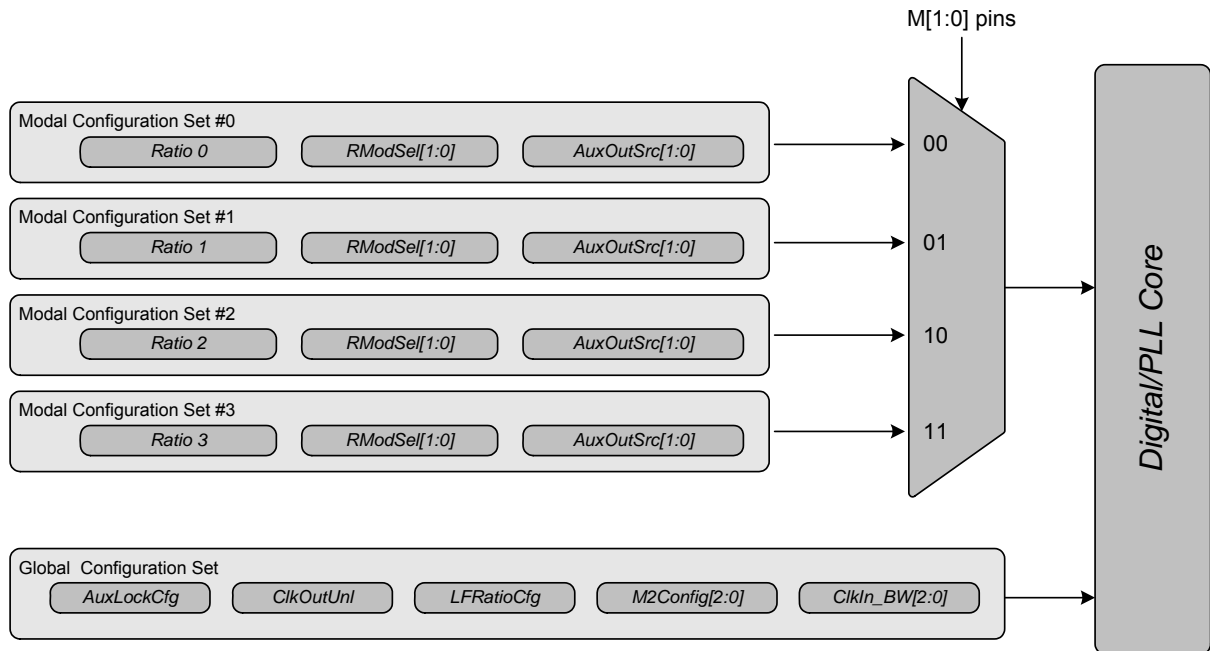 M[1:0] pins
Modal Configuration Set #0
Ratio 0 RModSel[1:0] AuxOutSrc[1:0]
00
Modal Configuration Set #1
Ratio 1 RModSel[1:0] AuxOutSrc[1:0]
01
Modal Configuration Set #2
Ratio 2 RModSel[1:0] AuxOutSrc[1:0]
10
Modal Configuration Set #3
Ratio 3 RModSel[1:0] AuxOutSrc[1:0]
11
Digital/PLL Core
Global Configuration Set
AuxLockCfg ClkOutUnl LFRatioCfg M2Config[2:0] ClkIn_BW[2:0]